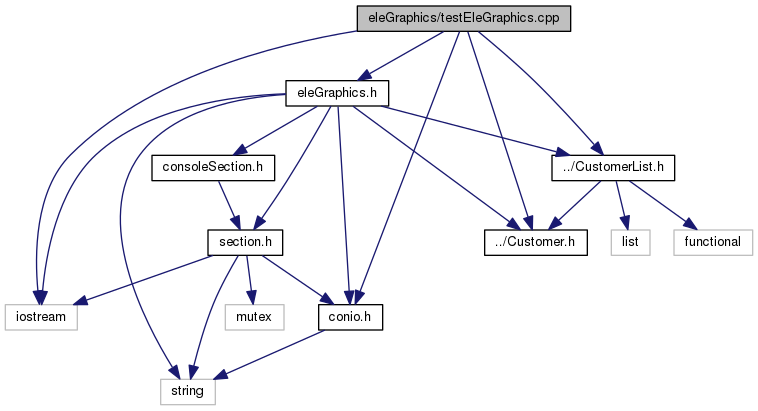 eleGraphics/testEleGraphics.cpp
eleGraphics.h
consoleSection.h
../CustomerList.h
section.h
../Customer.h
list
functional
iostream
mutex
conio.h
string